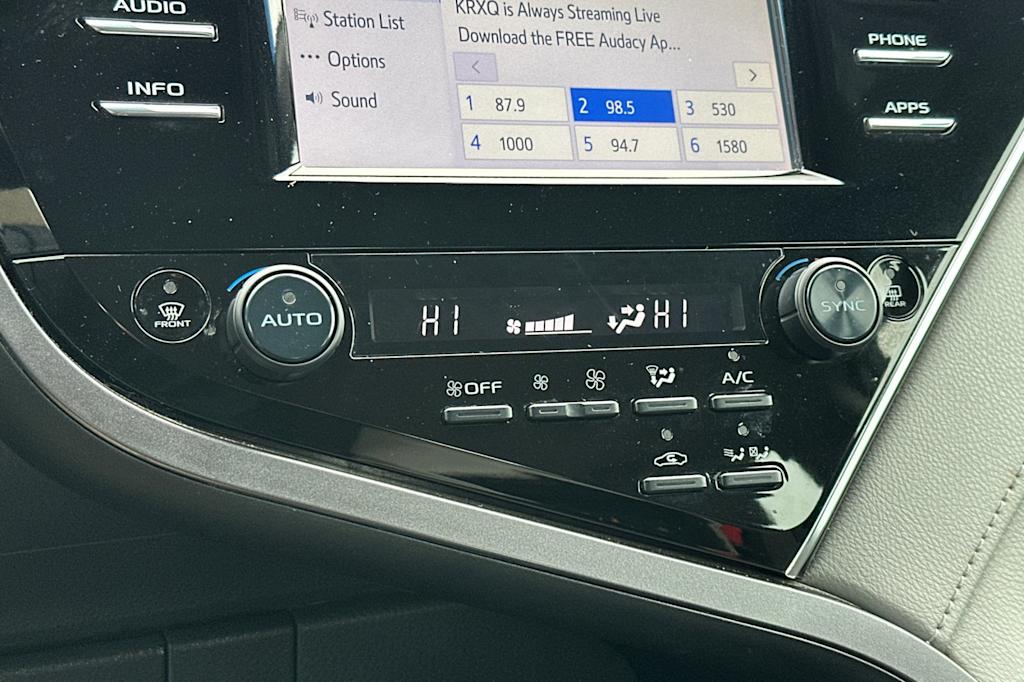 AUDIO
INFO
Station List
Options
Sound
KRXQ is Always Streaming Live
Download the FREE Audacy Ap...
1 87.9
2 98.5
3 530
4 1000
5 94.7
6 1580
PHONE
APPS
FRONT
AUTO
HI
HI
SYNC
REAR
OFF
A/C